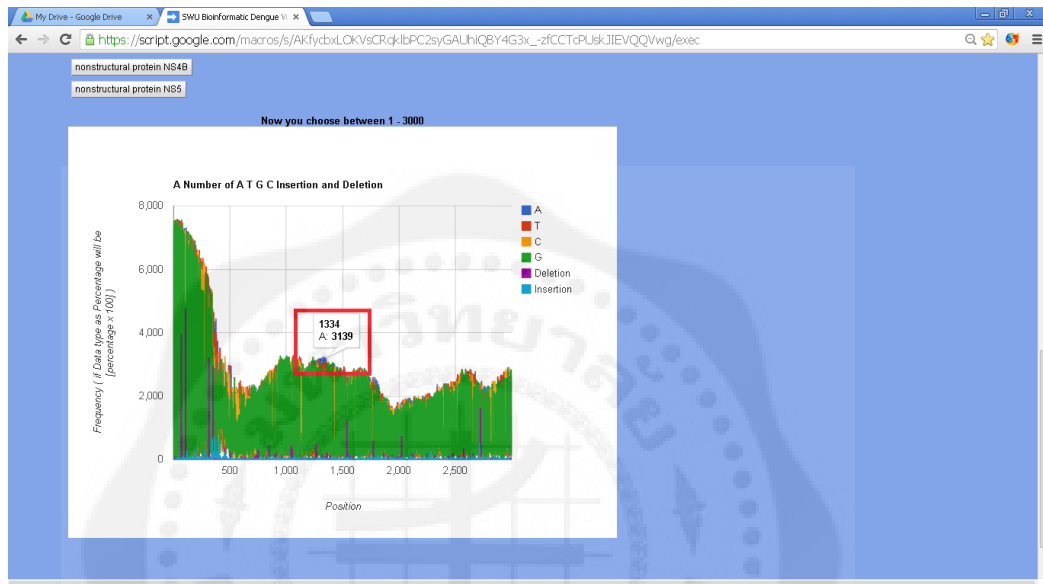 My Drive - Google Drive
SWU Bioinformatic Dengue Vi
https://script.google.com/macros/s/AKfycbxLOKVsCRqklbPC2syGAUhiQBY4G3x_-zfCCTcPUskJIEVQQVwg/exec
nonstructural protein NS4B
nonstructural protein NS5
Now you choose between 1 - 3000
A Number of A T G C Insertion and Deletion
Frequency ( if Data type as Percentage will be
[percentage x 100] )
8,000
6,000
4,000
2,000
0
1334
A: 3139
500
1,000
1,500
2,000
2,500
Position
A
T
C
G
Deletion
Insertion